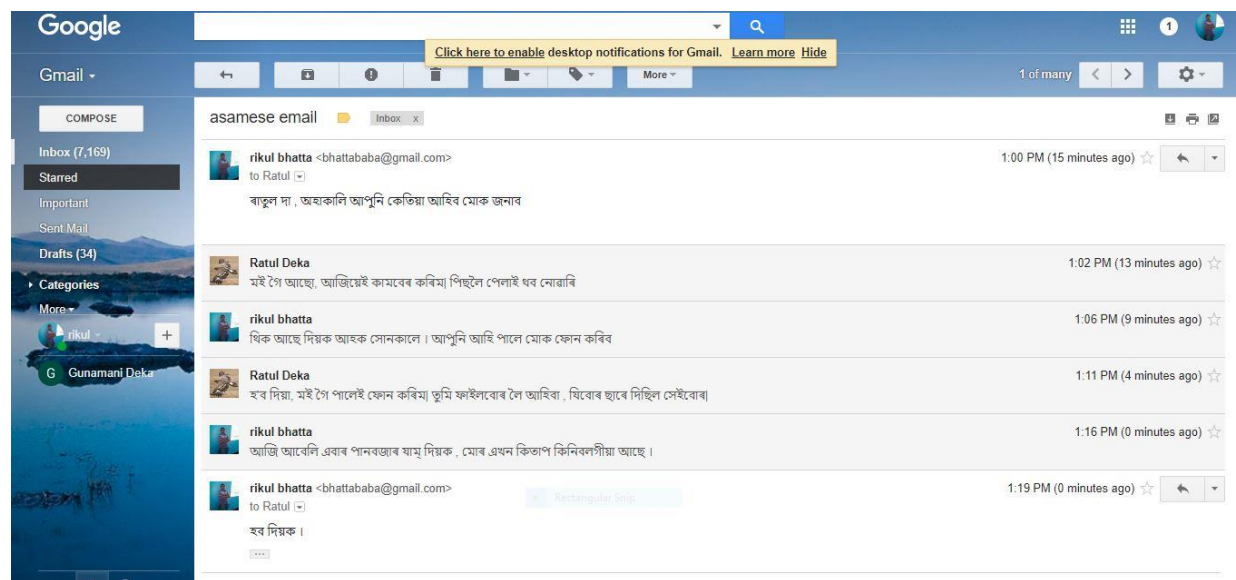 Google
1
Click here to enable desktop notifications for Gmail. Learn more Hide
Gmail
More
1 of many
COMPOSE
asamese email Inbox x
Inbox (7,169)
Starred
Important
Sent Mail
Drafts (34)
Categories
More
rikul
+
G Gunamani Deka
rikul bhatta <bhattababa@gmail.com> 1:00 PM (15 minutes ago)
to Ratul
ৰাতুল দা , অহাকালি আপুনি কেতিয়া আহিব মোক জনাব
Ratul Deka 1:02 PM (13 minutes ago)
মই গৈ আছো, আজিয়েই কামবেৰ কৰিম| পিছলৈ পেলাই থব নোৱাৰি
rikul bhatta 1:06 PM (9 minutes ago)
থিক আছে দিয়ক আহক সোনকালে । আপুনি আহি পালে মোক ফোন কৰিব
Ratul Deka 1:11 PM (4 minutes ago)
হ'ব দিয়া, মই গৈ পালেই ফোন কৰিম| তুমি ফাইলবোৰ লৈ আহিবা , যিবোৰ ছাৰে দিছিল সেইবোৰ|
rikul bhatta 1:16 PM (0 minutes ago)
আজি আবেলি এবাৰ পানবজাৰ যাম্ দিয়ক , মোৰ এখন কিতাপ কিনিবলগীয়া আছে ।
rikul bhatta <bhattababa@gmail.com> 1:19 PM (0 minutes ago)
to Ratul
Rectangular Snip
হব দিয়ক ।